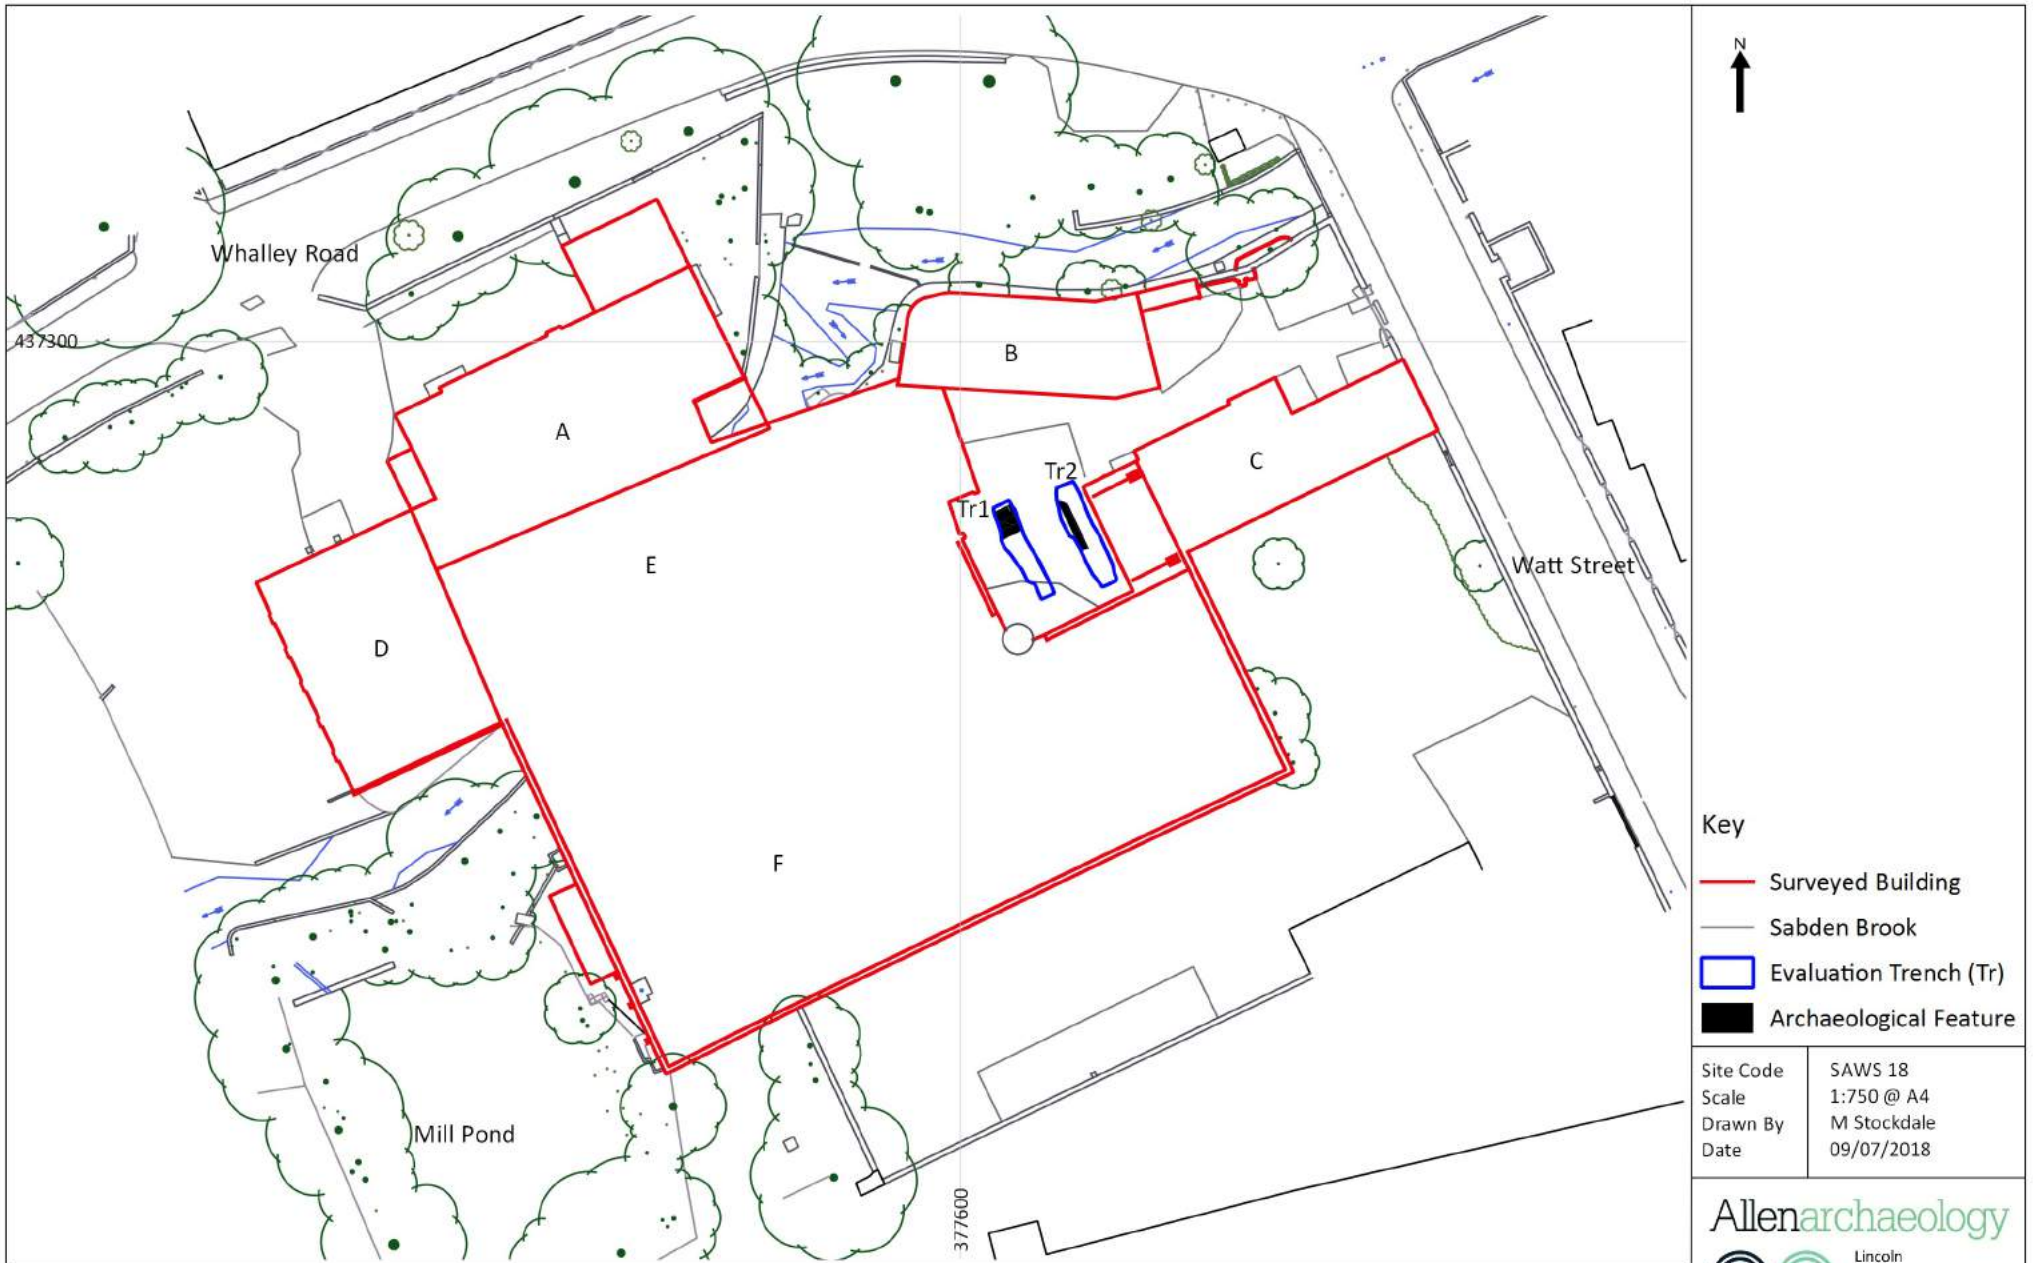 N
Whalley Road
437300
B
A
C
Tr2
Tr1
E
Watt Street
D
F
Mill Pond
377600
Key
Surveyed Building
Sabden Brook
Evaluation Trench (Tr)
Archaeological Feature
Site Code SAWS 18
Scale 1:750 @ A4
Drawn By M Stockdale
Date 09/07/2018
Allenarchaeology
Lincoln